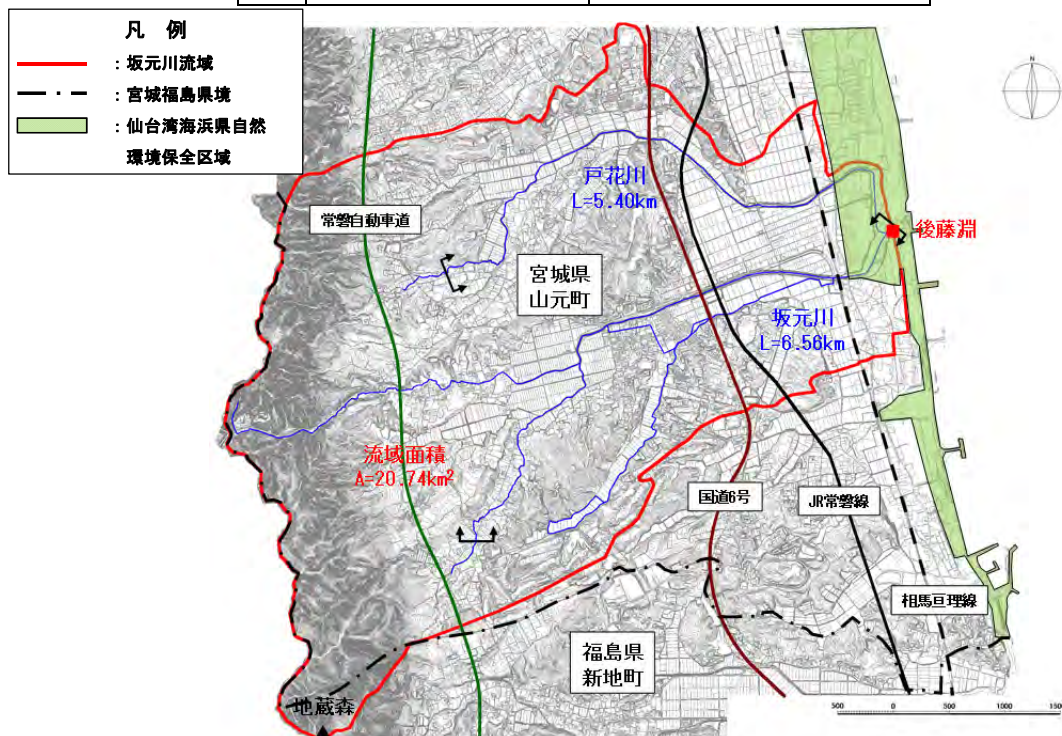 凡 例
：坂元川流域
：宮城福島県境
：仙台湾海浜県自然
環境保全区域
N
戸花川
L=5.40km
常磐自動車道
後藤淵
宮城県
山元町
坂元川
L=6.56km
流域面積
A=20.74km²
国道6号
JR常磐線
相馬亘理線
福島県
新地町
地蔵森
500 0 500 1000 150